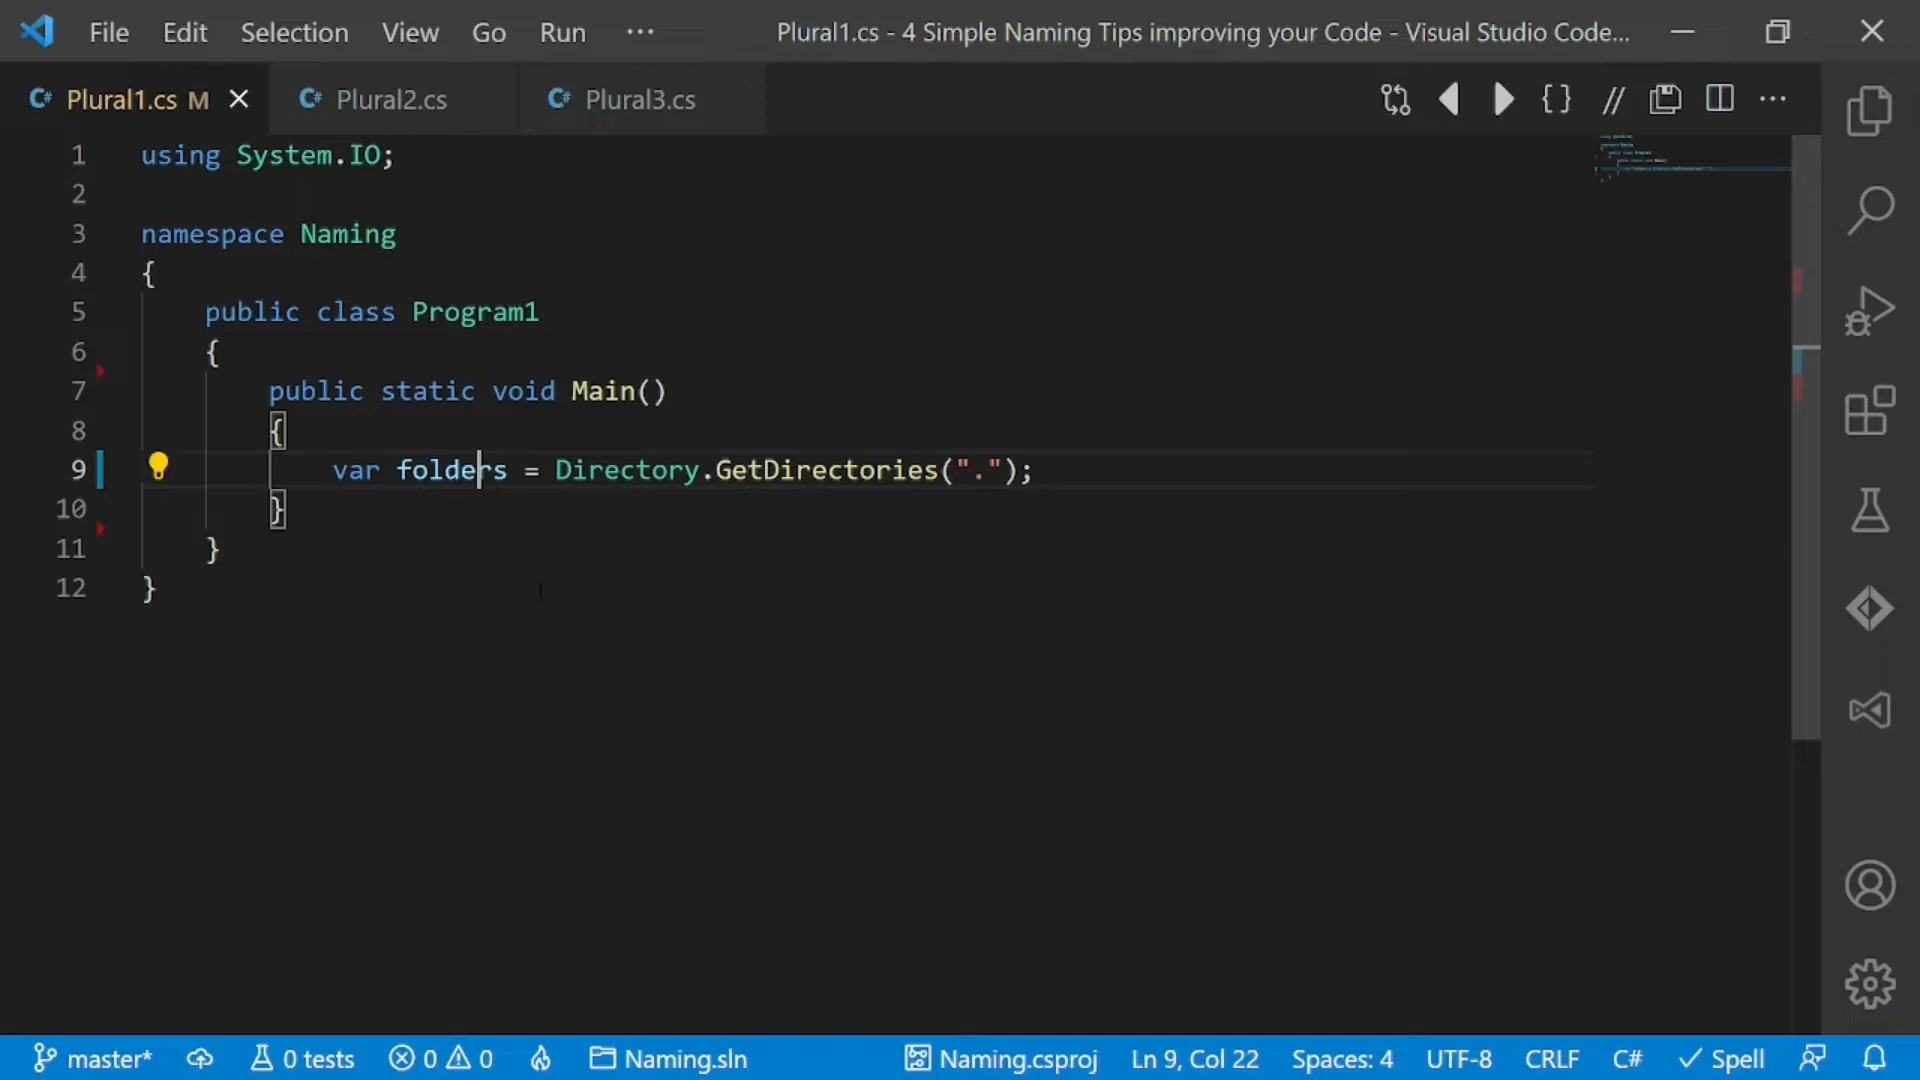 File Edit Selection View Go Run ··· Plural1.cs - 4 Simple Naming Tips improving your Code - Visual Studio Code...
C# Plural1.cs M C# Plural2.cs C# Plural3.cs {} // ···
1 using System.IO;
2
3 namespace Naming
4 {
5 public class Program1
6 {
7 public static void Main()
8 {
9 var folders = Directory.GetDirectories(".");
10 }
11 }
12 }
master* 0 tests 0 0 Naming.sln Naming.csproj Ln 9, Col 22 Spaces: 4 UTF-8 CRLF C# Spell